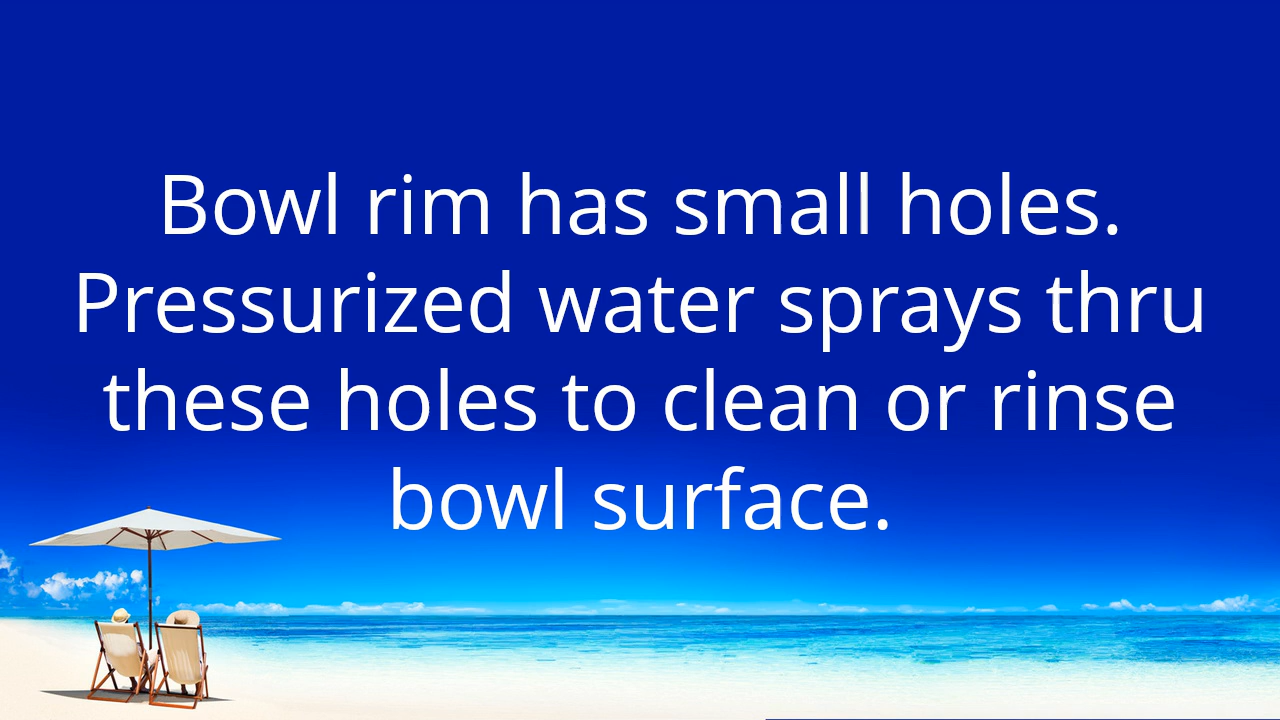 Bowl rim has small holes.
Pressurized water sprays thru
these holes to clean or rinse
bowl surface.